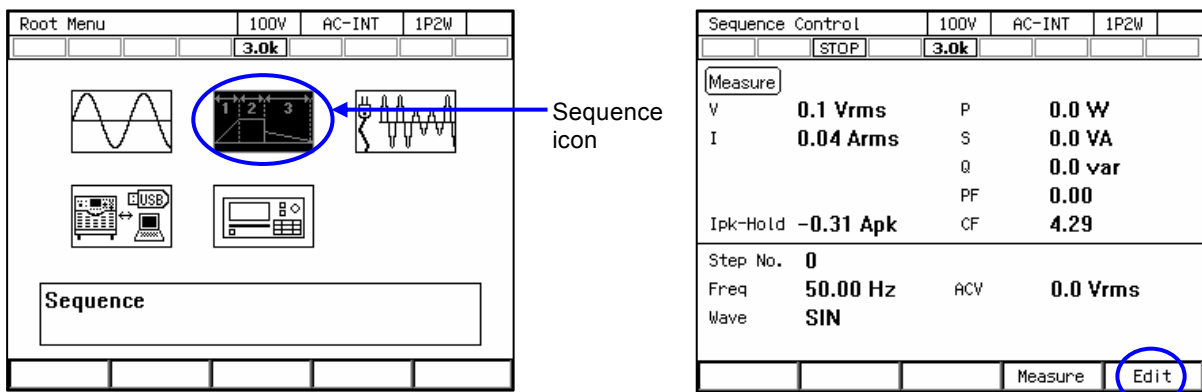 Root Menu 100V AC-INT 1P2W
3.0k
1 2 3
USB
Sequence
Sequence
icon
Sequence Control 100V AC-INT 1P2W
STOP 3.0k
Measure
V 0.1 Vrms P 0.0 W
I 0.04 Arms S 0.0 VA
Q 0.0 var
PF 0.00
Ipk-Hold -0.31 Apk CF 4.29
Step No. 0
Freq 50.00 Hz ACV 0.0 Vrms
Wave SIN
Measure Edit